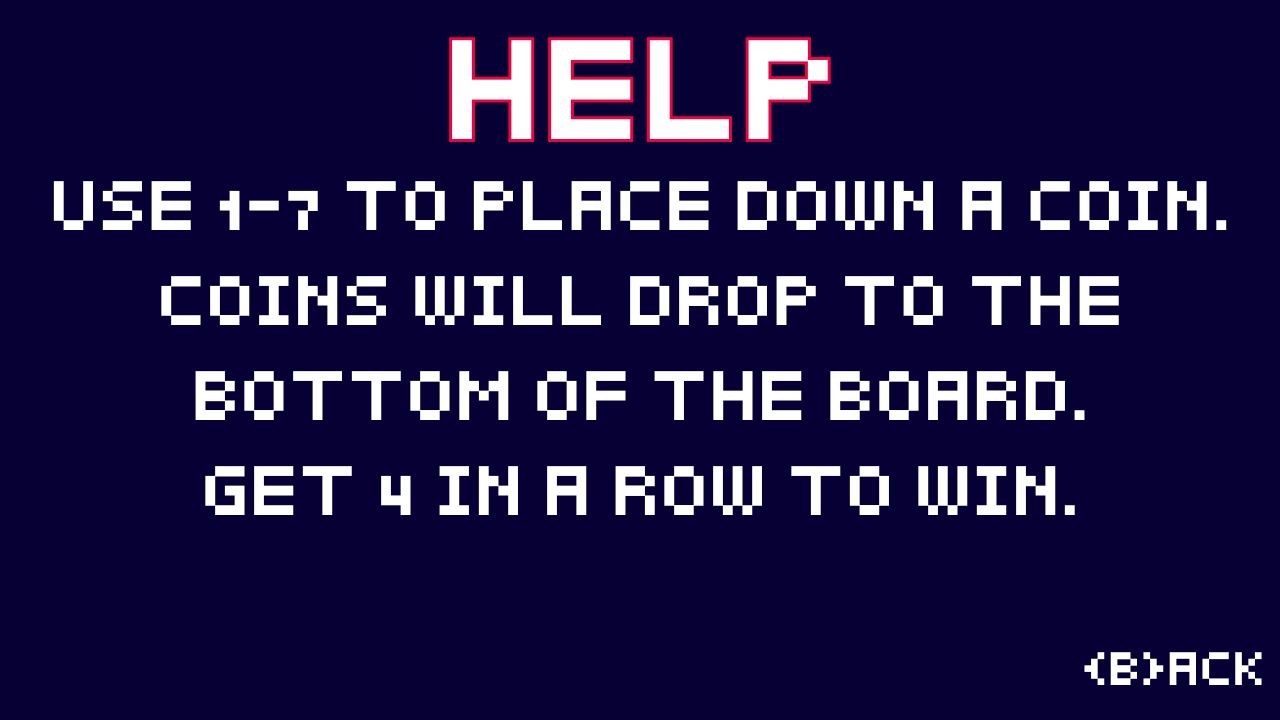 HELP
USE 1-7 TO PLACE DOWN A COIN.
COINS WILL DROP TO THE
BOTTOM OF THE BOARD.
GET 4 IN A ROW TO WIN.
(B)ACK